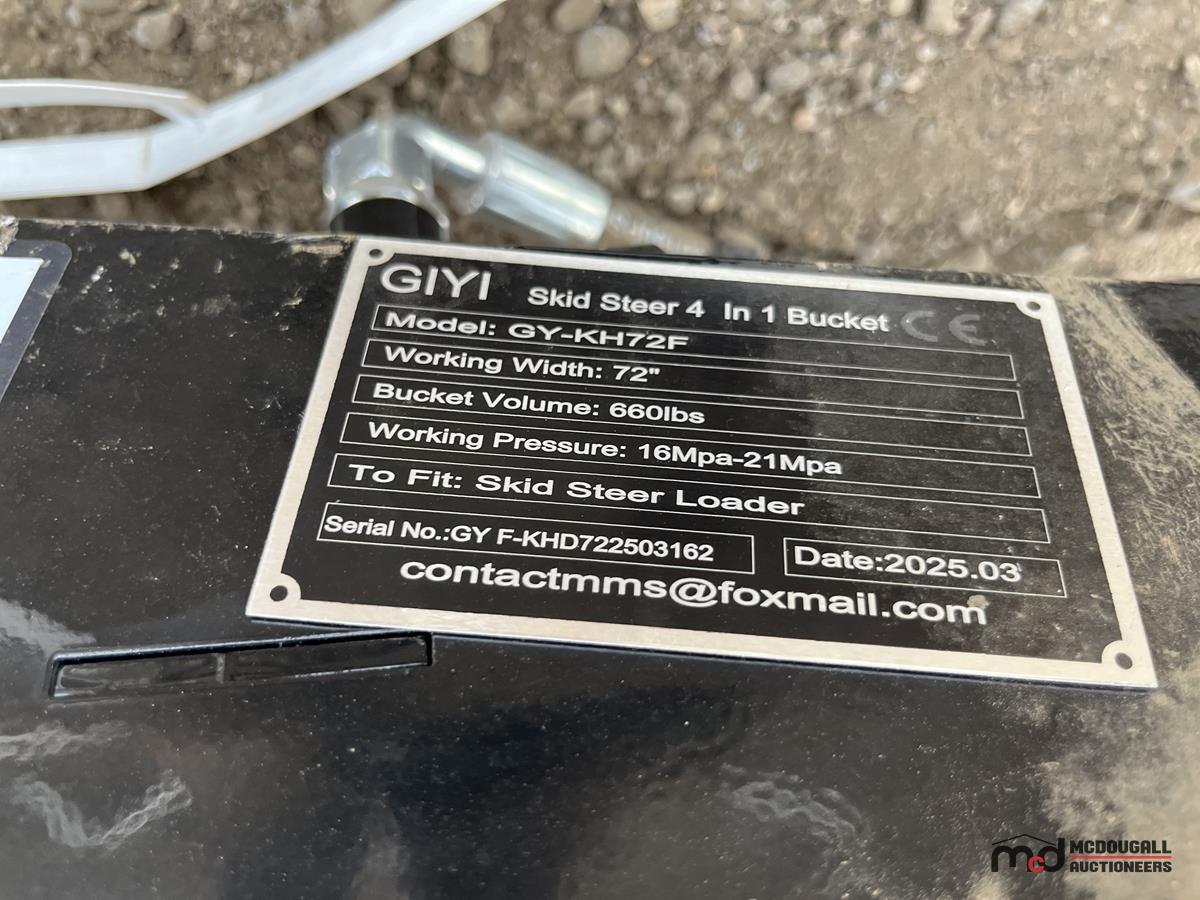 GIYI Skid Steer 4 In 1 Bucket CE
Model: GY-KH72F
Working Width: 72"
Bucket Volume: 660lbs
Working Pressure: 16Mpa-21Mpa
To Fit: Skid Steer Loader
Serial No.:GY F-KHD722503162 Date:2025.03
contactmms@foxmail.com
mcd MCDOUGALL
AUCTIONEERS